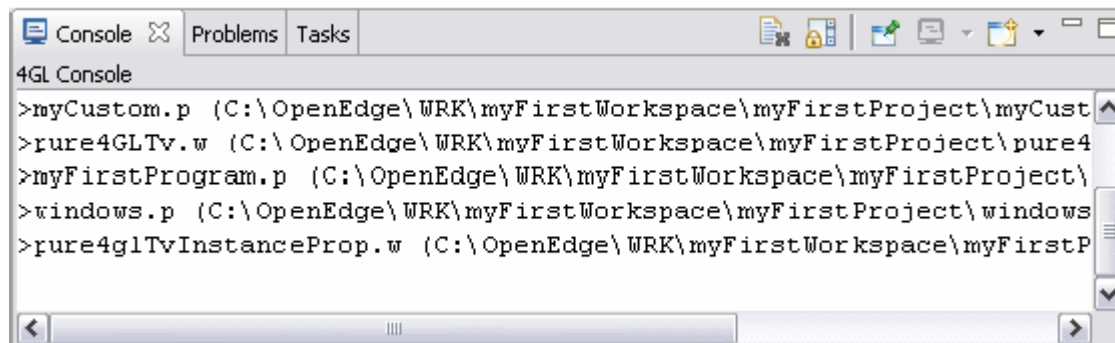 Console Problems Tasks
4GL Console
>myCustom.p (C:\OpenEdge\WRK\myFirstWorkspace\myFirstProject\myCust
>pure4GLTv.w (C:\OpenEdge\WRK\myFirstWorkspace\myFirstProject\pure4
>myFirstProgram.p (C:\OpenEdge\WRK\myFirstWorkspace\myFirstProject\
>windows.p (C:\OpenEdge\WRK\myFirstWorkspace\myFirstProject\windows
>pure4glTvInstanceProp.w (C:\OpenEdge\WRK\myFirstWorkspace\myFirstP